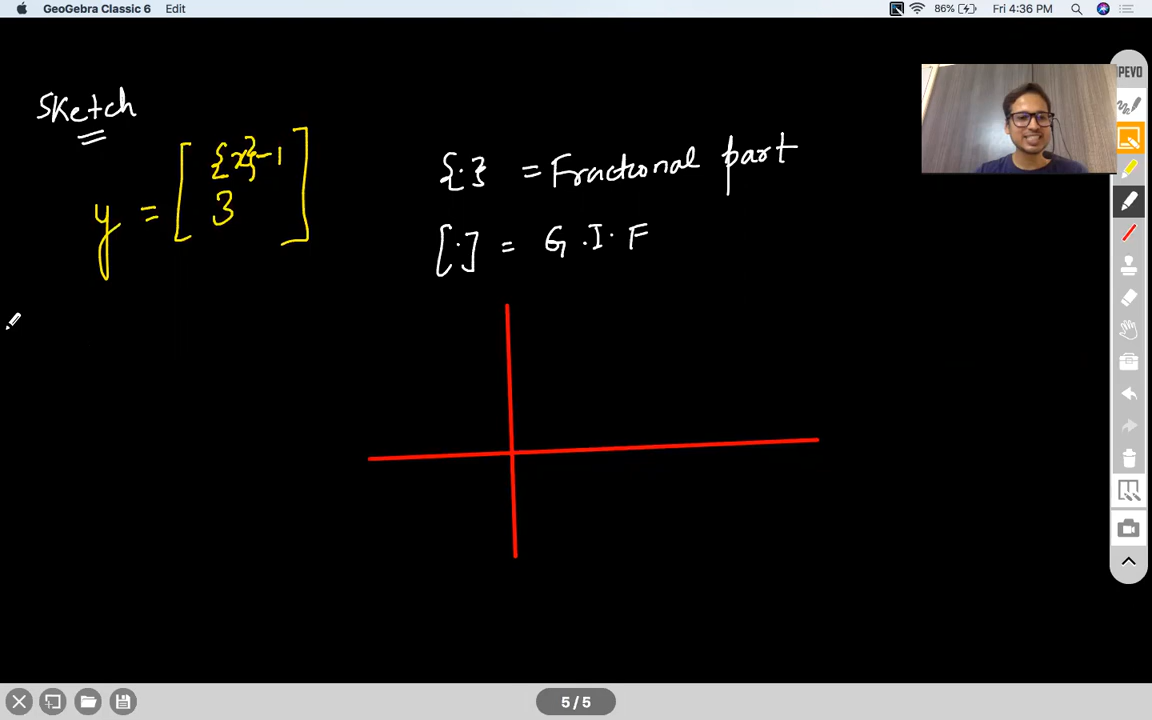 GeoGebra Classic 6 Edit
86% Fri 4:36 PM
IPEVO
Sketch
y = [ {x}-1
3 ]
{·} = Fractional part
[·] = G.I.F
5/5